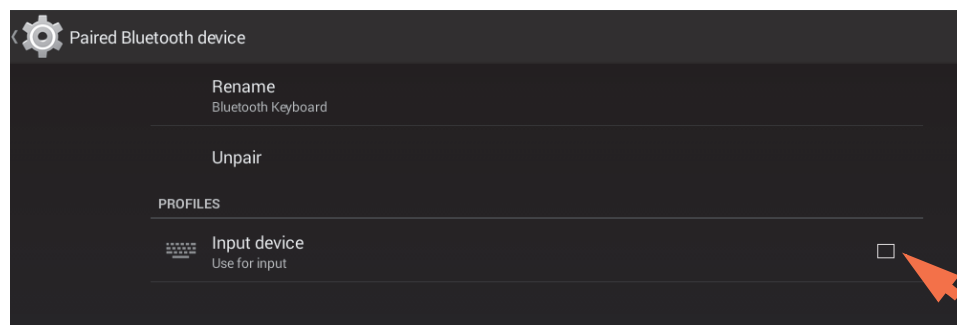 Paired Bluetooth device
Rename
Bluetooth Keyboard
Unpair
PROFILES
Input device
Use for input